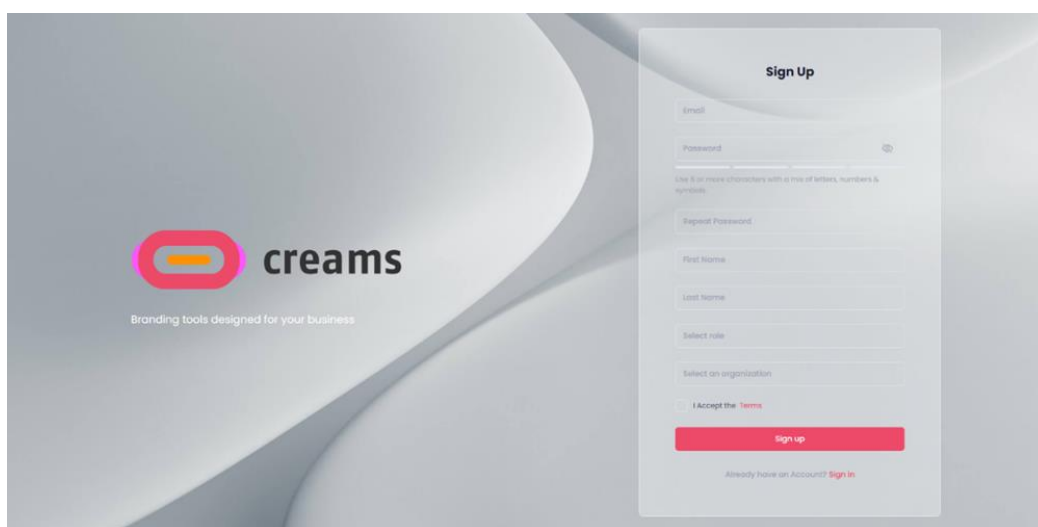 creams
Branding tools designed for your business
Sign Up
Email
Password
Use 8 or more characters with a mix of letters, numbers &
symbols.
Repeat Password
First Name
Last Name
Select role
Select an organization
I Accept the Terms
Sign up
Already have an Account? Sign in